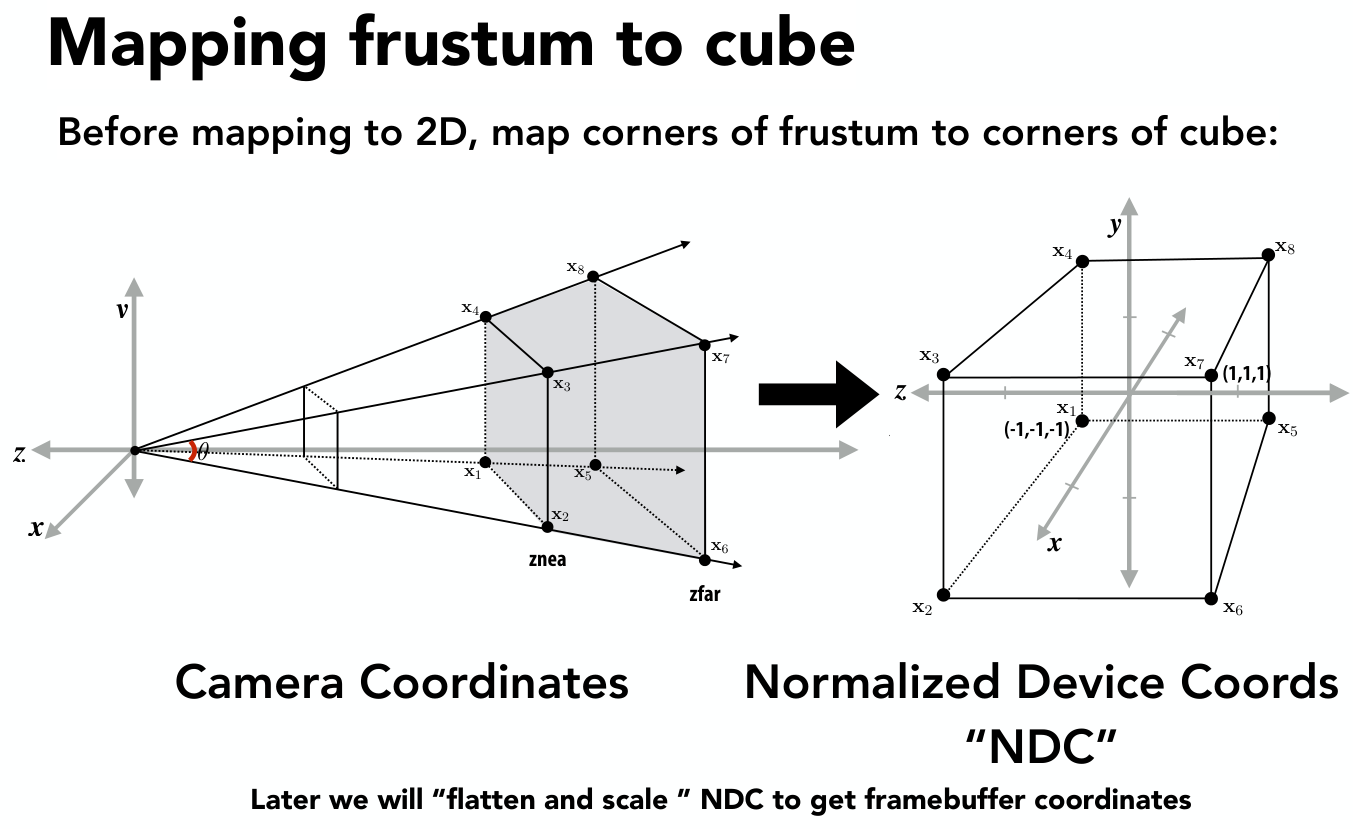 Mapping frustum to cube
Before mapping to 2D, map corners of frustum to corners of cube:
y
x₄
x₈
x₈
x₄
y
x₃
x₇
x₃
x₇
(1,1,1)
z
z
θ
x₁
(-1,-1,-1)
x₁
x₅
x₅
x₂
x
x
x₆
znea
zfar
x₂
x₆
Camera Coordinates
Normalized Device Coords
“NDC”
Later we will “flatten and scale ” NDC to get framebuffer coordinates